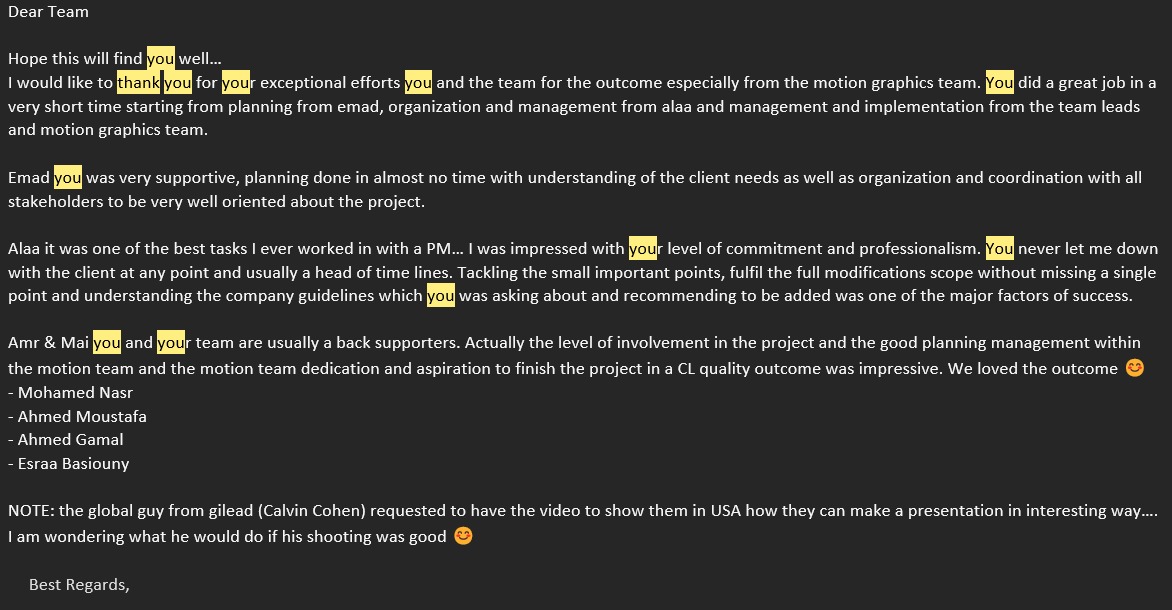 Dear Team
Hope this will find you well...
I would like to thank you for your exceptional efforts you and the team for the outcome especially from the motion graphics team. You did a great job in a
very short time starting from planning from emad, organization and management from alaa and management and implementation from the team leads
and motion graphics team.
Emad you was very supportive, planning done in almost no time with understanding of the client needs as well as organization and coordination with all
stakeholders to be very well oriented about the project.
Alaa it was one of the best tasks I ever worked in with a PM... I was impressed with your level of commitment and professionalism. You never let me down
with the client at any point and usually a head of time lines. Tackling the small important points, fulfil the full modifications scope without missing a single
point and understanding the company guidelines which you was asking about and recommending to be added was one of the major factors of success.
Amr & Mai you and your team are usually a back supporters. Actually the level of involvement in the project and the good planning management within
the motion team and the motion team dedication and aspiration to finish the project in a CL quality outcome was impressive. We loved the outcome 😊
- Mohamed Nasr
- Ahmed Moustafa
- Ahmed Gamal
- Esraa Basiouny
NOTE: the global guy from gilead (Calvin Cohen) requested to have the video to show them in USA how they can make a presentation in interesting way....
I am wondering what he would do if his shooting was good 😊
Best Regards,